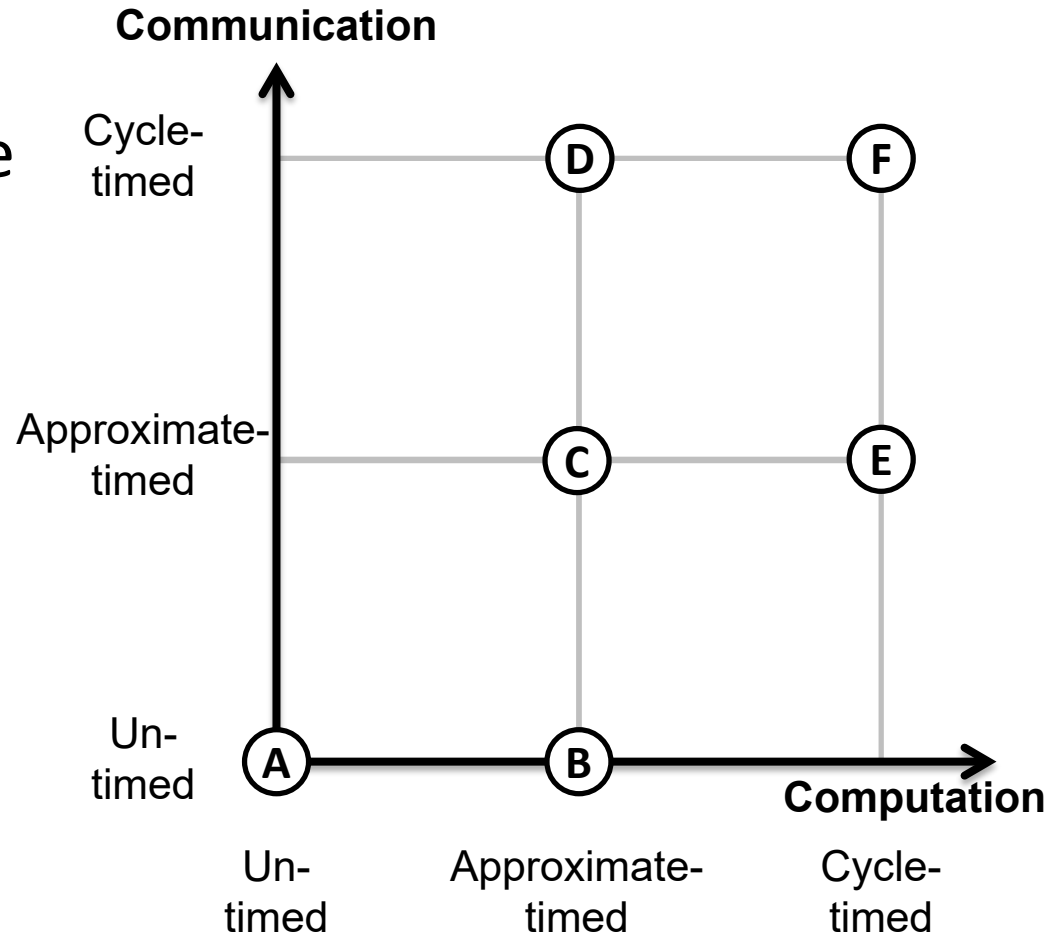 Communication
Cycle-
timed
e
D
F
Approximate-
timed
C
E
Un-
timed
A
B
Computation
Un-
timed
Approximate-
timed
Cycle-
timed